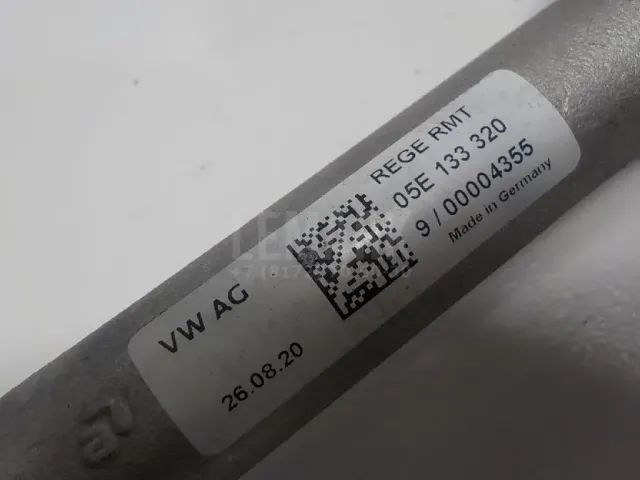 REGE RMT
05E 133 320
9/00004355
Made in Germany
VW AG
26.08.20